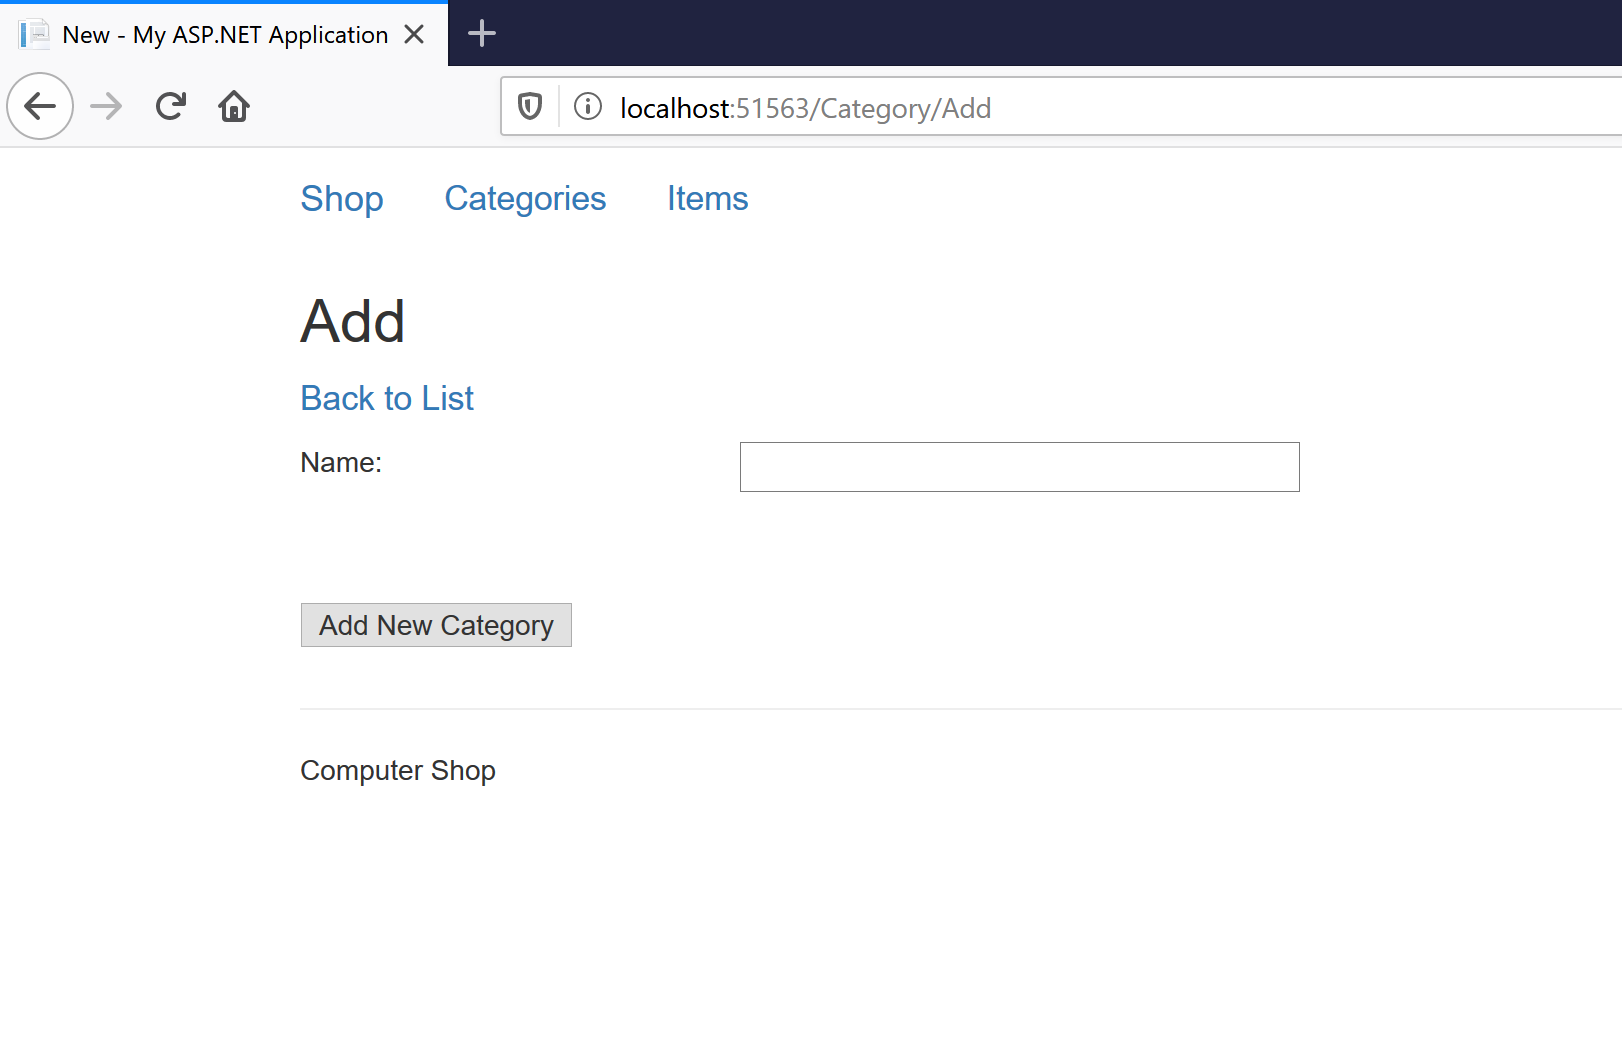 New - My ASP.NET Application
localhost:51563/Category/Add
Shop Categories Items
Add
Back to List
Name:
Add New Category
Computer Shop